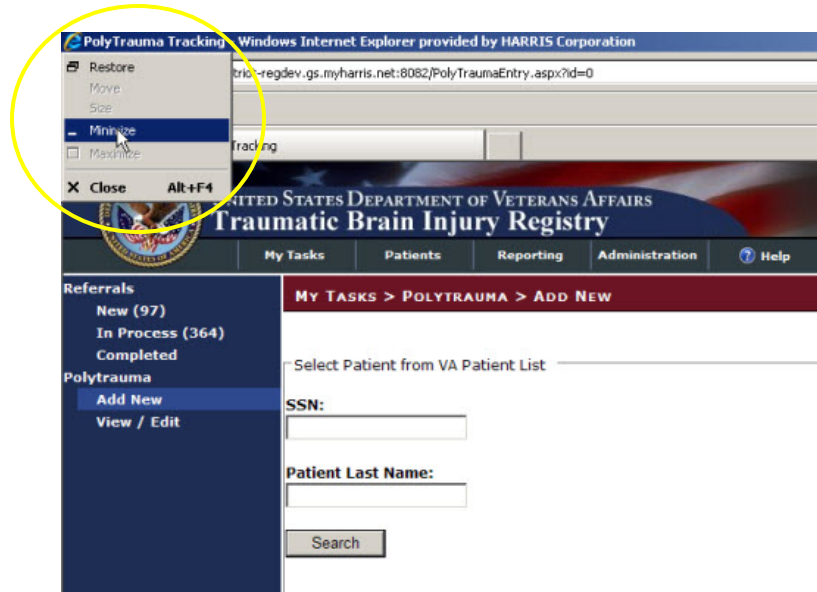 PolyTrauma Tracking - Windows Internet Explorer provided by HARRIS Corporation
Restore
Move
Size
Minimize
Maximize
Close Alt+F4
-regdev.gs.myharris.net:8082/PolyTraumaEntry.aspx?id=0
Tracking
UNITED STATES DEPARTMENT OF VETERANS AFFAIRS
Traumatic Brain Injury Registry
My Tasks Patients Reporting Administration ? Help
Referrals
New (97)
In Process (364)
Completed
Polytrauma
Add New
View / Edit
MY TASKS > POLYTRAUMA > ADD NEW
Select Patient from VA Patient List
SSN:
Patient Last Name:
Search